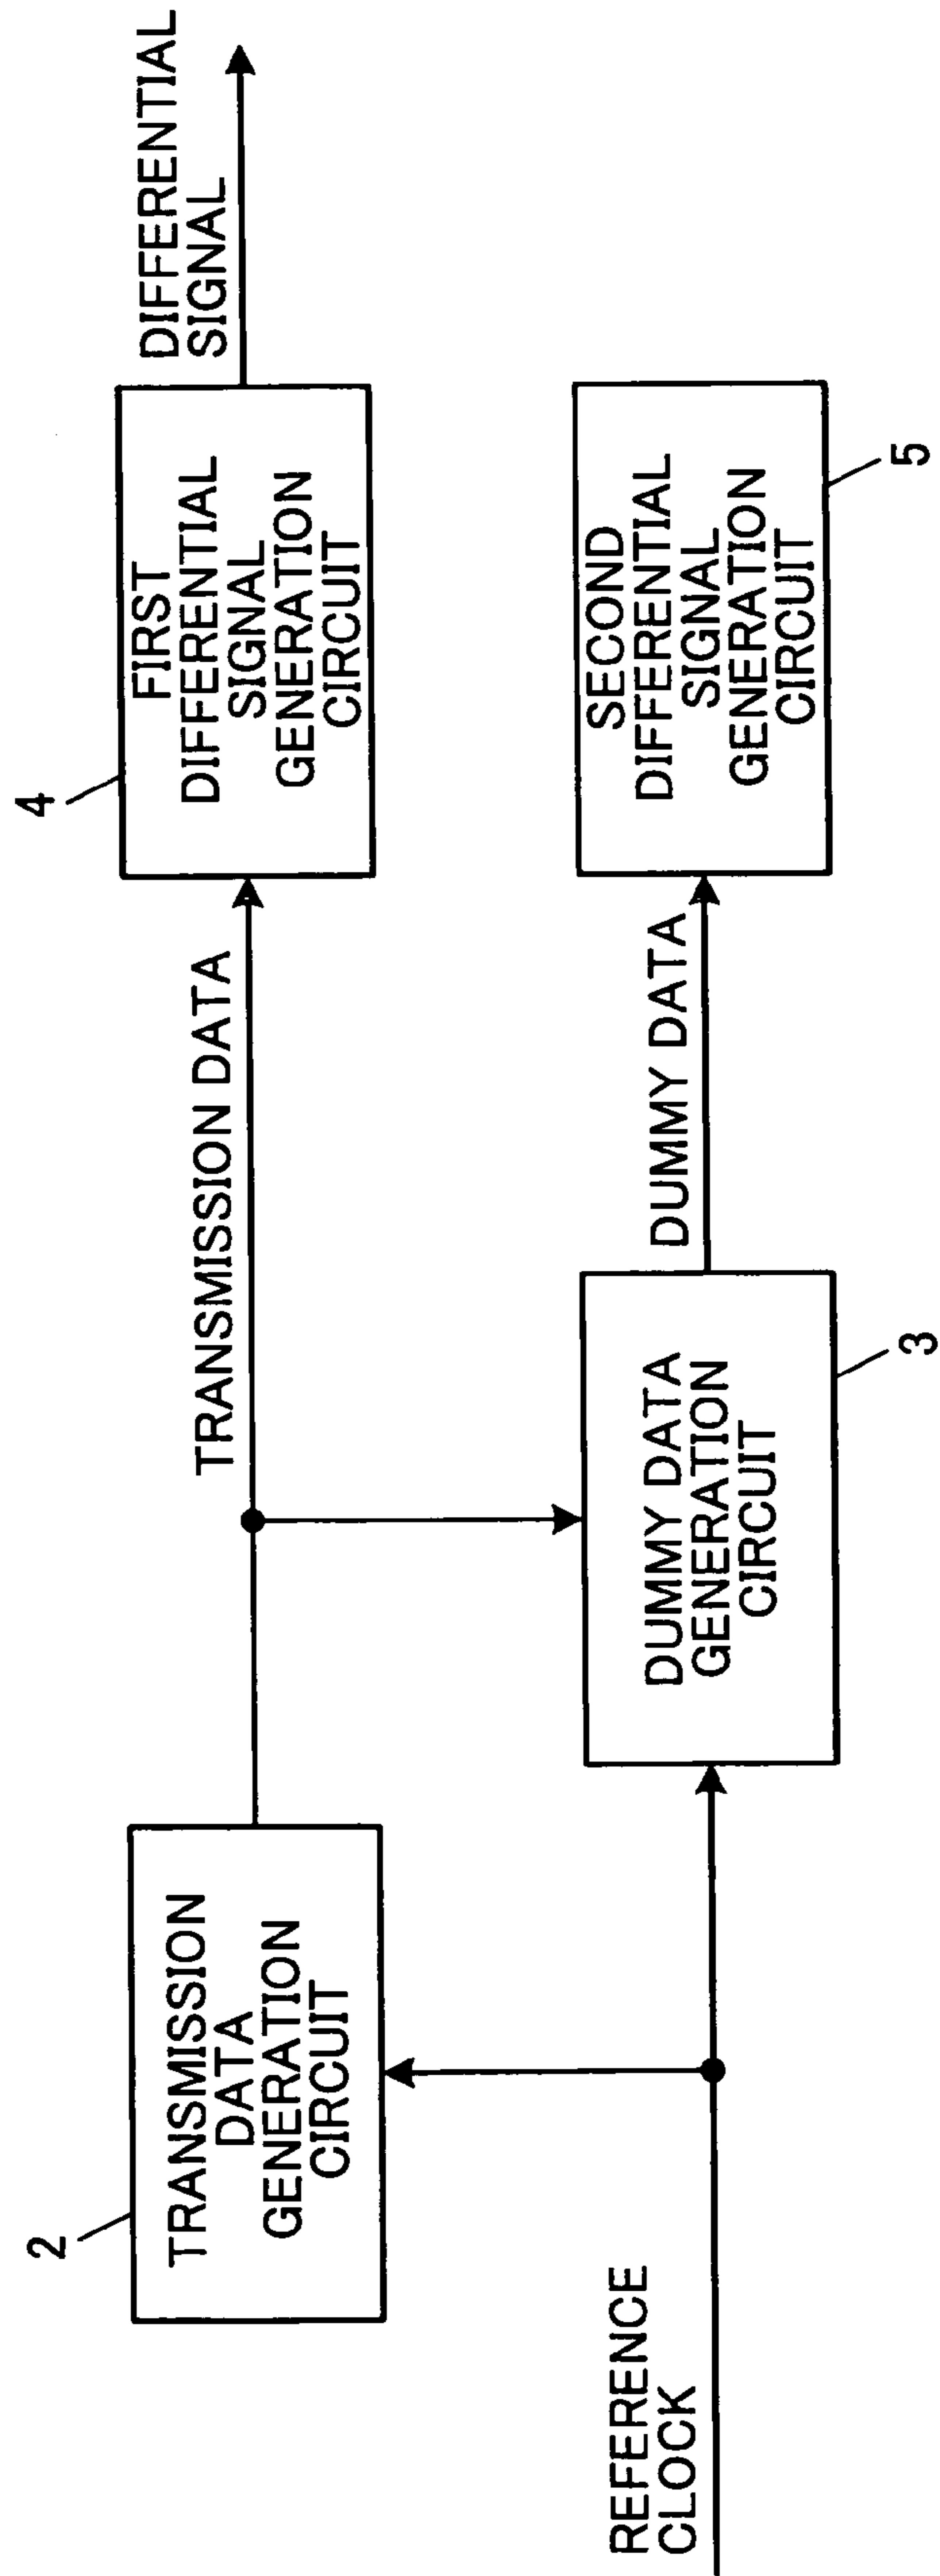 DIFFERENTIAL
SIGNAL
4
FIRST
DIFFERENTIAL
SIGNAL
GENERATION
CIRCUIT
SECOND
DIFFERENTIAL
SIGNAL
GENERATION
CIRCUIT
5
TRANSMISSION DATA
DUMMY DATA
DUMMY DATA
GENERATION
CIRCUIT
3
2
TRANSMISSION
DATA
GENERATION
CIRCUIT
REFERENCE
CLOCK